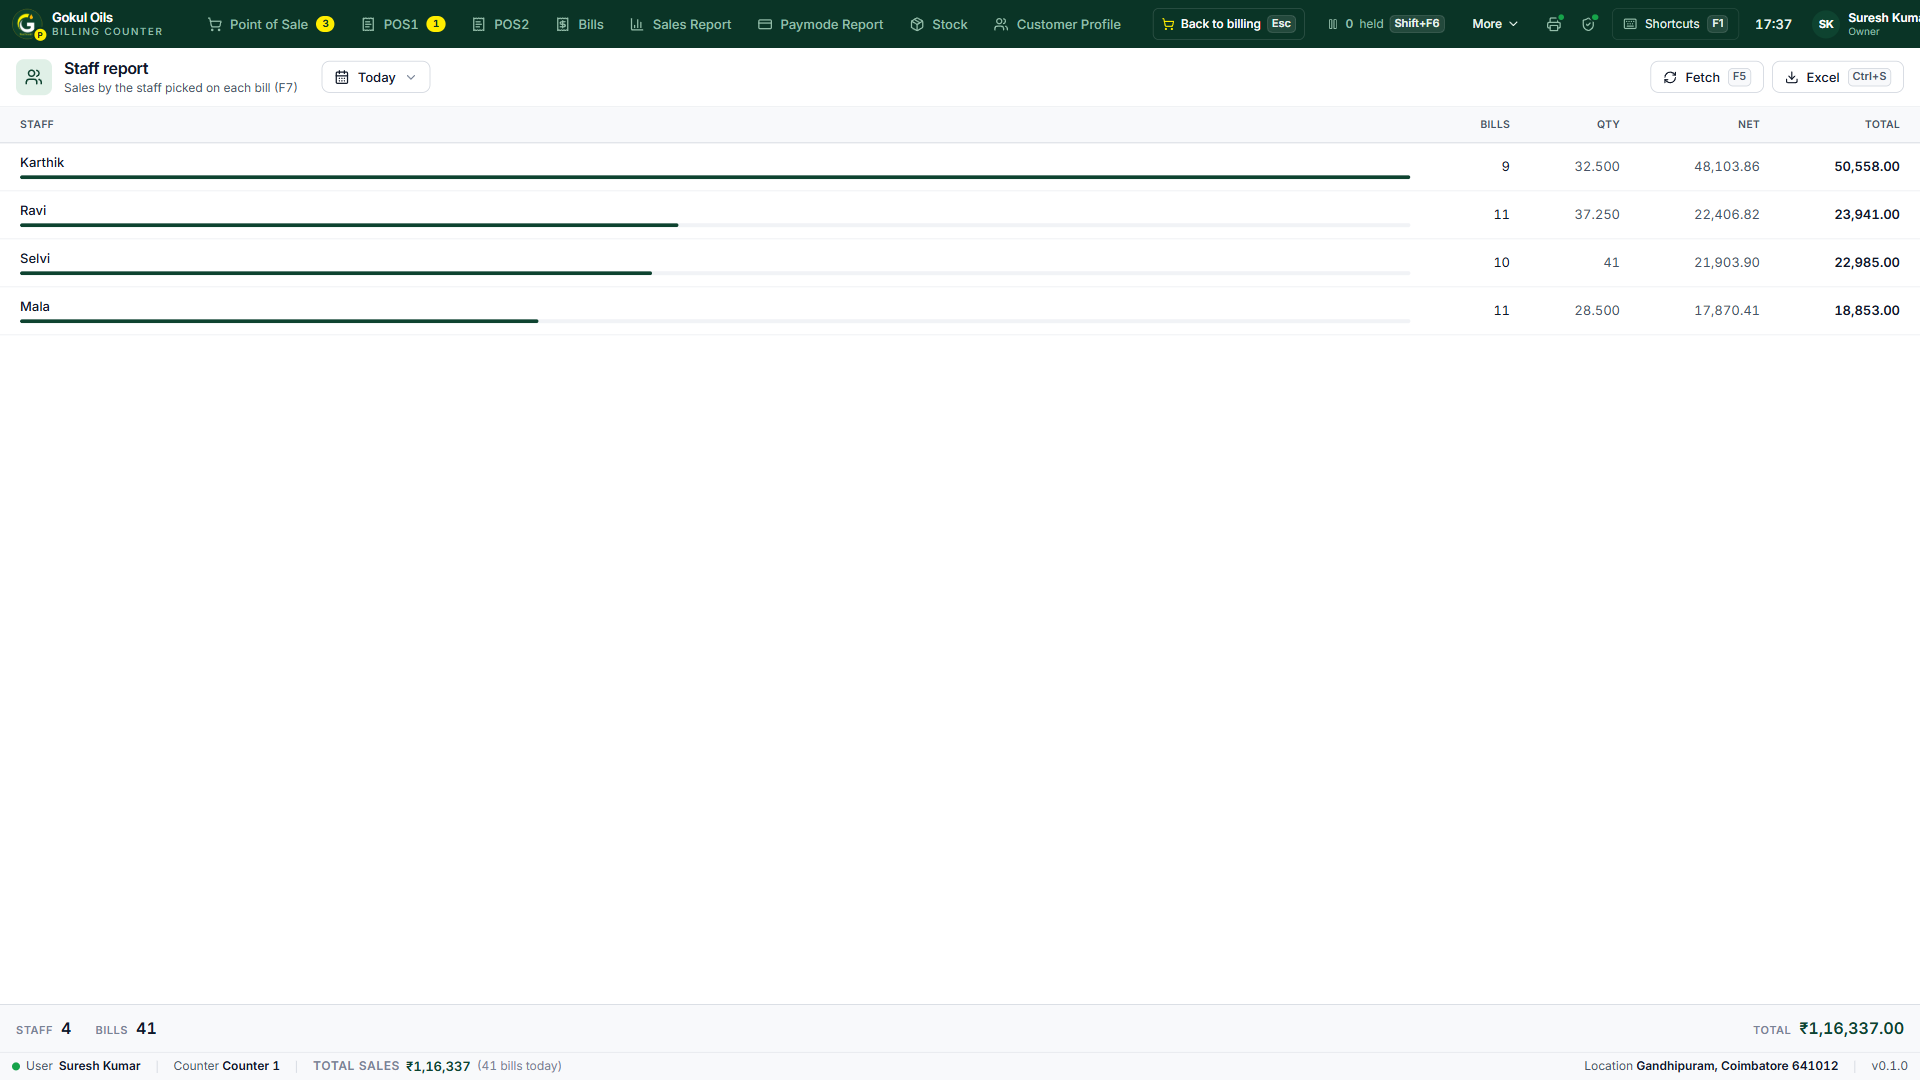 Gokul Oils
BILLING COUNTER
Point of Sale 3
POS1 1
POS2
Bills
Sales Report
Paymode Report
Stock
Customer Profile
Back to billing Esc
0 held Shift+F6
More
Shortcuts F1
17:37
SK
Suresh Kuma
Owner
Staff report
Sales by the staff picked on each bill (F7)
Today
Fetch F5
Excel Ctrl+S
STAFF BILLS QTY NET TOTAL
Karthik 9 32.500 48,103.86 50,558.00
Ravi 11 37.250 22,406.82 23,941.00
Selvi 10 41 21,903.90 22,985.00
Mala 11 28.500 17,870.41 18,853.00
STAFF 4 BILLS 41 TOTAL ₹1,16,337.00
User Suresh Kumar Counter Counter 1 TOTAL SALES ₹1,16,337 (41 bills today) Location Gandhipuram, Coimbatore 641012 v0.1.0